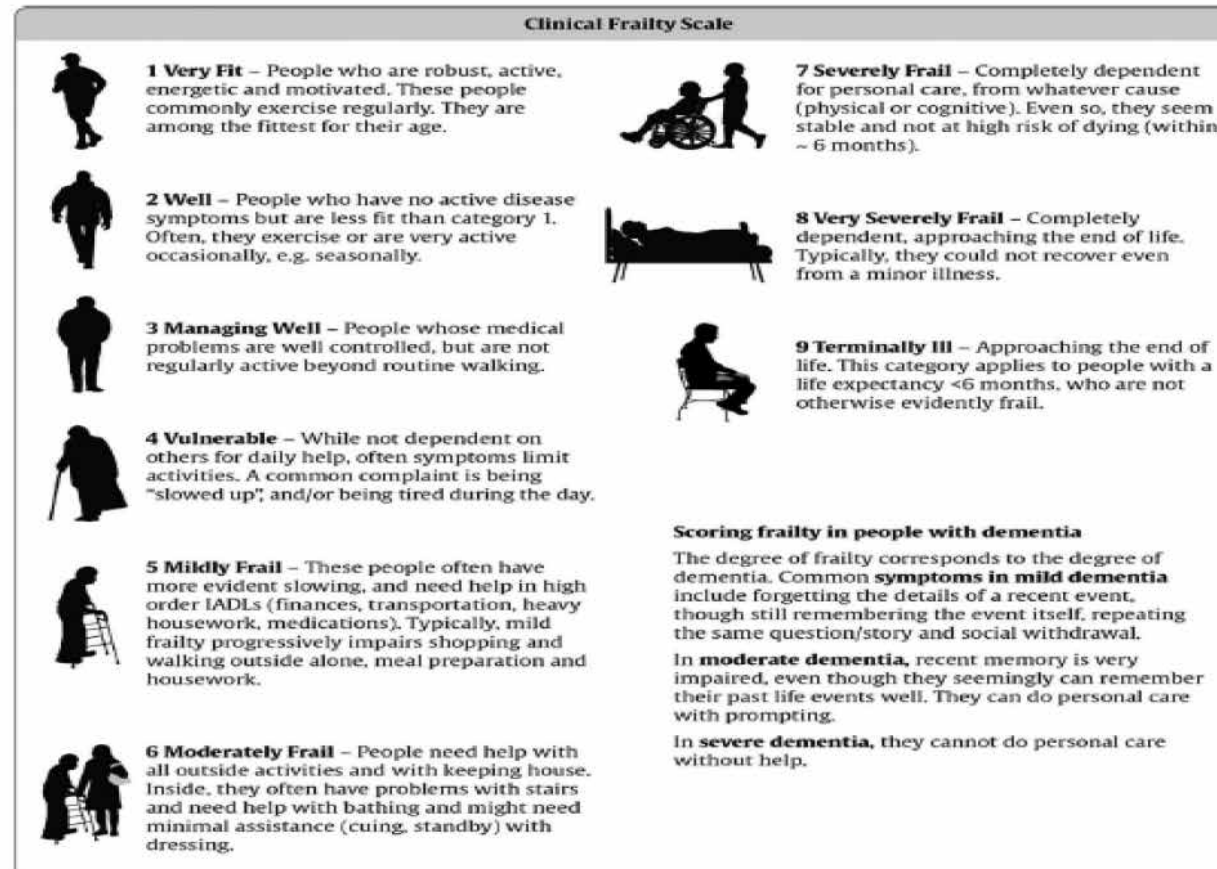 Clinical Frailty Scale
1 Very Fit – People who are robust, active,
energetic and motivated. These people
commonly exercise regularly. They are
among the fittest for their age.
2 Well – People who have no active disease
symptoms but are less fit than category 1.
Often, they exercise or are very active
occasionally, e.g. seasonally.
3 Managing Well – People whose medical
problems are well controlled, but are not
regularly active beyond routine walking.
4 Vulnerable – While not dependent on
others for daily help, often symptoms limit
activities. A common complaint is being
"slowed up", and/or being tired during the day.
5 Mildly Frail – These people often have
more evident slowing, and need help in high
order IADLs (finances, transportation, heavy
housework, medications). Typically, mild
frailty progressively impairs shopping and
walking outside alone, meal preparation and
housework.
6 Moderately Frail – People need help with
all outside activities and with keeping house.
Inside, they often have problems with stairs
and need help with bathing and might need
minimal assistance (cuing, standby) with
dressing.
7 Severely Frail – Completely dependent
for personal care, from whatever cause
(physical or cognitive). Even so, they seem
stable and not at high risk of dying (within
~ 6 months).
8 Very Severely Frail – Completely
dependent, approaching the end of life.
Typically, they could not recover even
from a minor illness.
9 Terminally Ill – Approaching the end of
life. This category applies to people with a
life expectancy <6 months, who are not
otherwise evidently frail.
Scoring frailty in people with dementia
The degree of frailty corresponds to the degree of
dementia. Common symptoms in mild dementia
include forgetting the details of a recent event,
though still remembering the event itself, repeating
the same question/story and social withdrawal.
In moderate dementia, recent memory is very
impaired, even though they seemingly can remember
their past life events well. They can do personal care
with prompting.
In severe dementia, they cannot do personal care
without help.